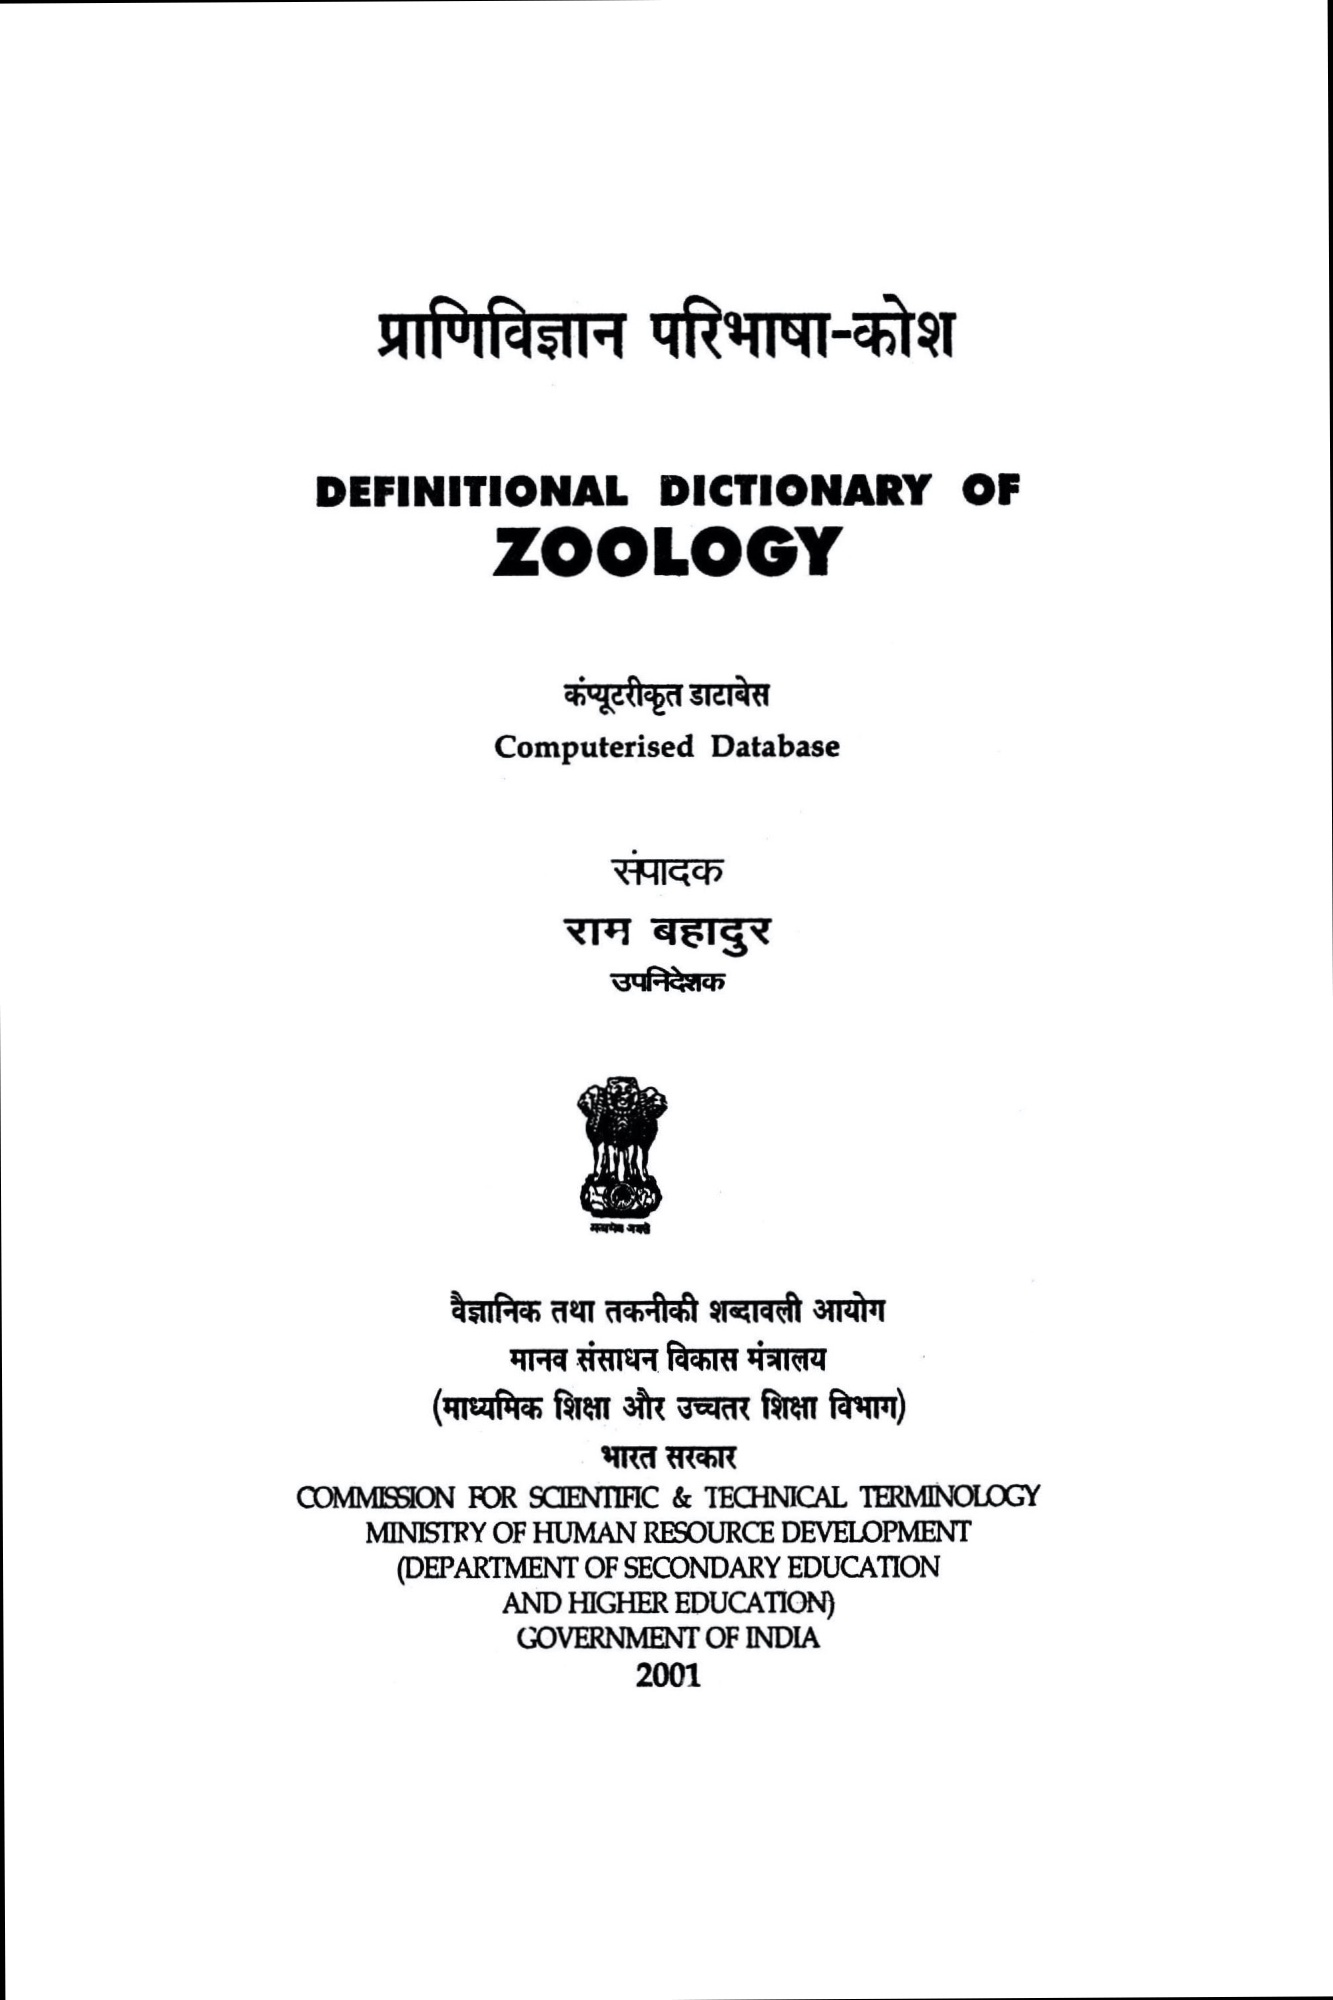 प्राणिविज्ञान परिभाषा-कोश
DEFINITIONAL DICTIONARY OF
ZOOLOGY
कंप्यूटरीकृत डाटाबेस
Computerised Database
संपादक
राम बहादुर
उपनिदेशक
सत्यमेव जयते
वैज्ञानिक तथा तकनीकी शब्दावली आयोग
मानव संसाधन विकास मंत्रालय
(माध्यमिक शिक्षा और उच्चतर शिक्षा विभाग)
भारत सरकार
COMMISSION FOR SCIENTIFIC & TECHNICAL TERMINOLOGY
MINISTRY OF HUMAN RESOURCE DEVELOPMENT
(DEPARTMENT OF SECONDARY EDUCATION
AND HIGHER EDUCATION)
GOVERNMENT OF INDIA
2001